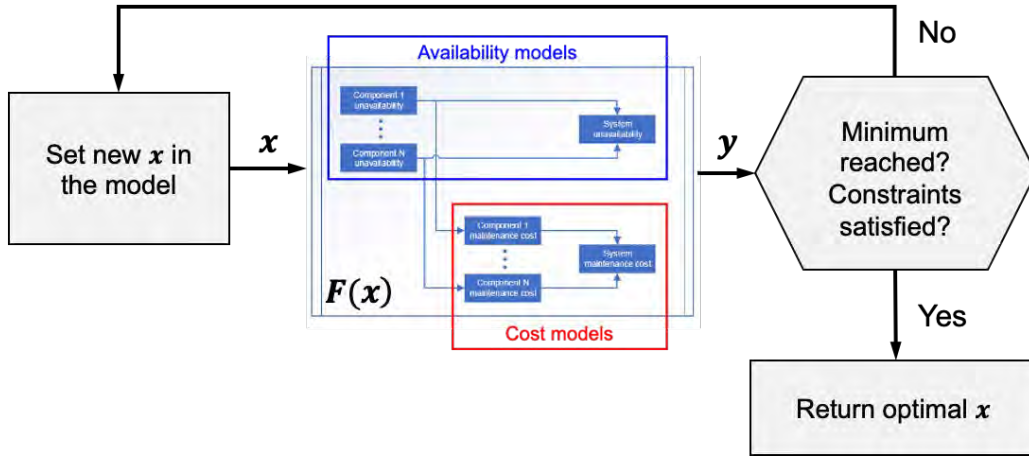 No
Availability models
Component 1
unavailability
System
unavailability
Component N
unavailability
Set new x in
the model
x
y
Minimum
reached?
Constraints
satisfied?
Component 1
maintenance cost
System
maintenance cost
Component N
maintenance cost
F(x)
Cost models
Yes
Return optimal x